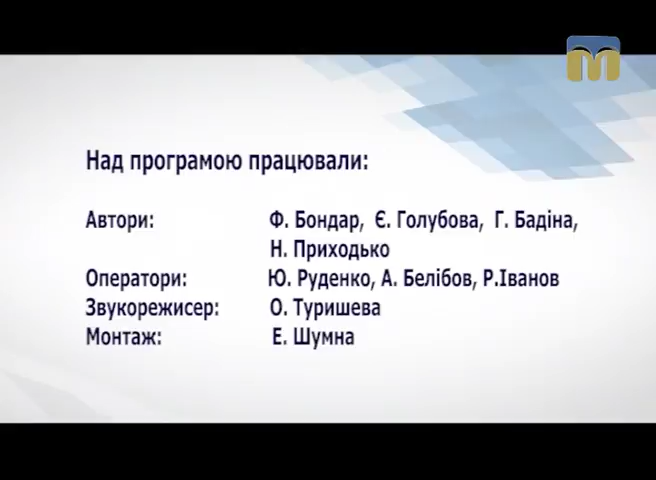 Над програмою працювали:
Автори: Ф. Бондар, Є. Голубова, Г. Бадіна,
Н. Приходько
Оператори: Ю. Руденко, А. Белібов, Р.Іванов
Звукорежисер: О. Туришева
Монтаж: Е. Шумна